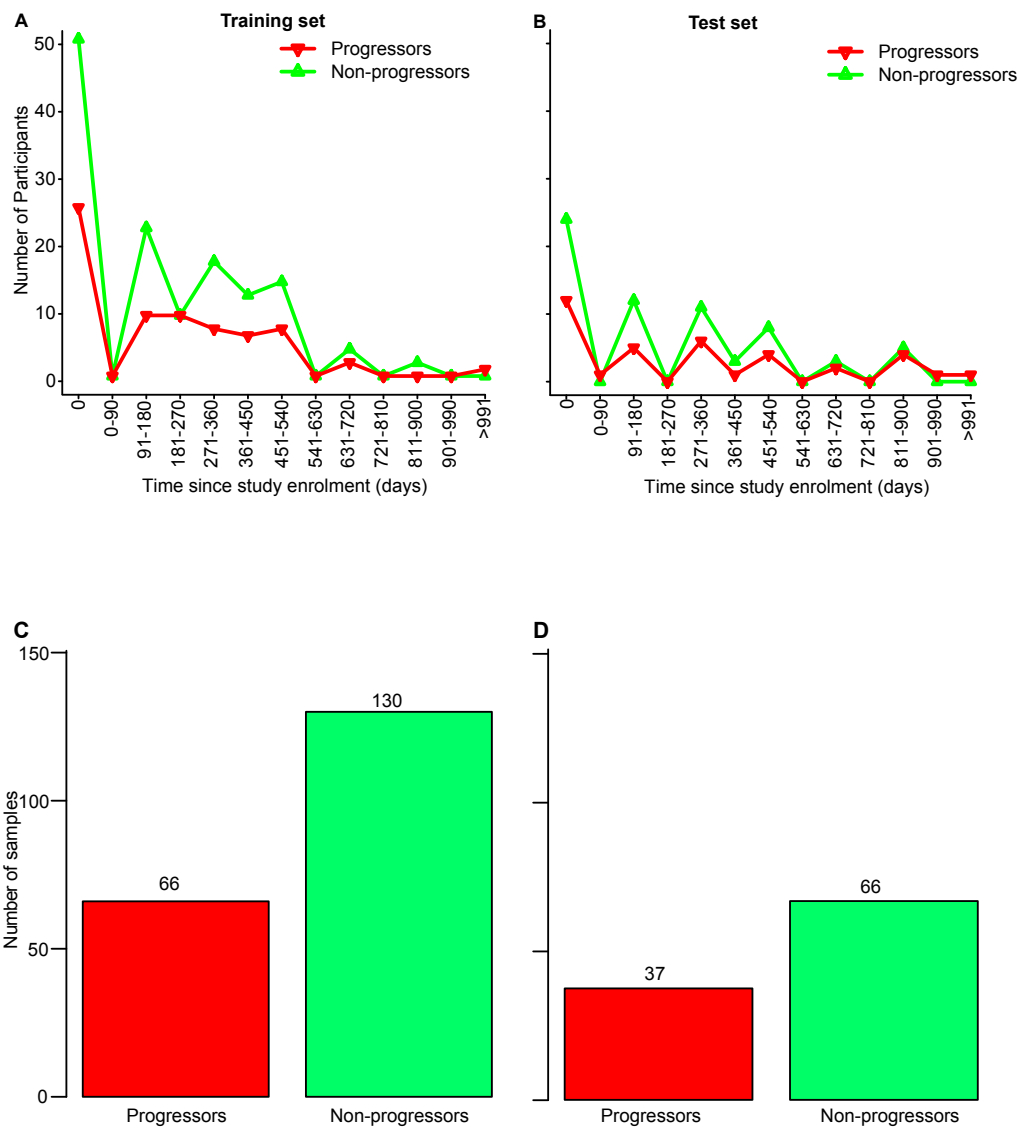 A
Training set
Progressors
Non-progressors
50
40
30
20
10
0
Number of Participants
0
0-90
91-180
181-270
271-360
361-450
451-540
541-630
631-720
721-810
811-900
901-990
>991
Time since study enrolment (days)
B
Test set
Progressors
Non-progressors
0
0-90
91-180
181-270
271-360
361-450
451-540
541-630
631-720
721-810
811-900
901-990
>991
Time since study enrolment (days)
C
150
100
50
0
Number of samples
66
130
Progressors
Non-progressors
D
37
66
Progressors
Non-progressors